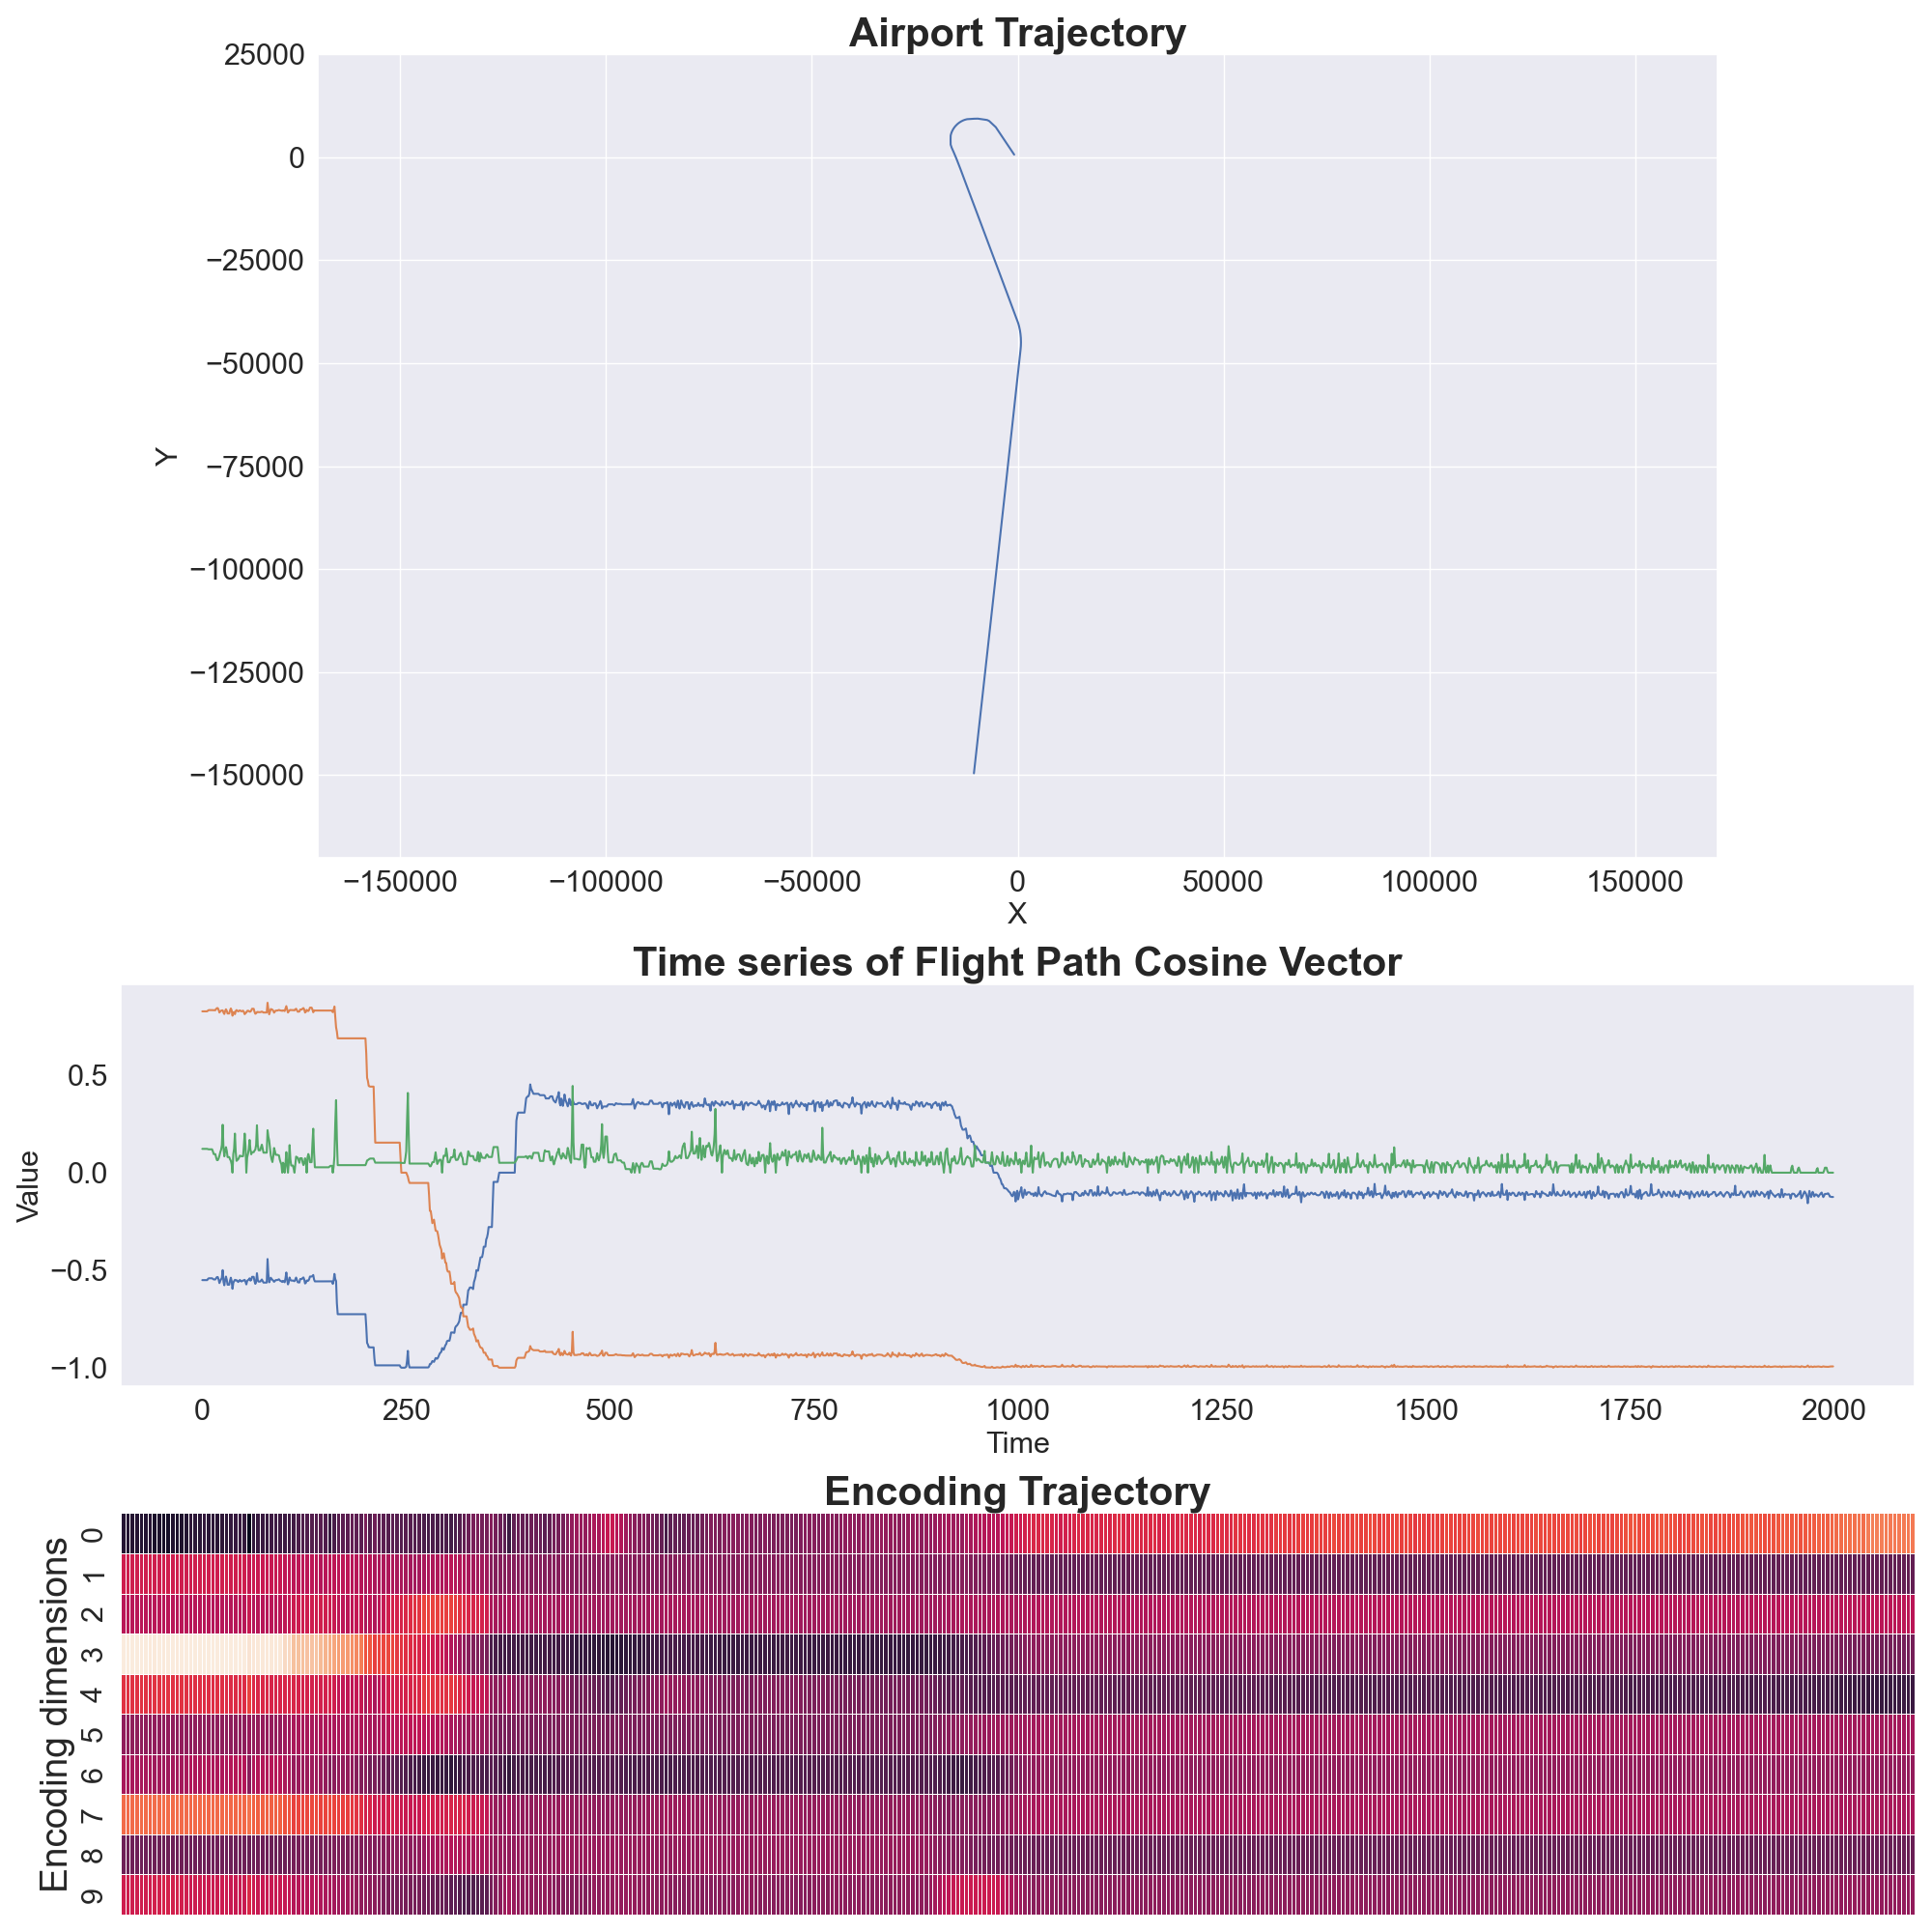 Airport Trajectory
25000
0
−25000
−50000
−75000
−100000
−125000
−150000
Y
−150000 −100000 −50000 0 50000 100000 150000
X
Time series of Flight Path Cosine Vector
0.5
0.0
−0.5
−1.0
Value
0 250 500 750 1000 1250 1500 1750 2000
Time
Encoding Trajectory
Encoding dimensions
0
1
2
3
4
5
6
7
8
9